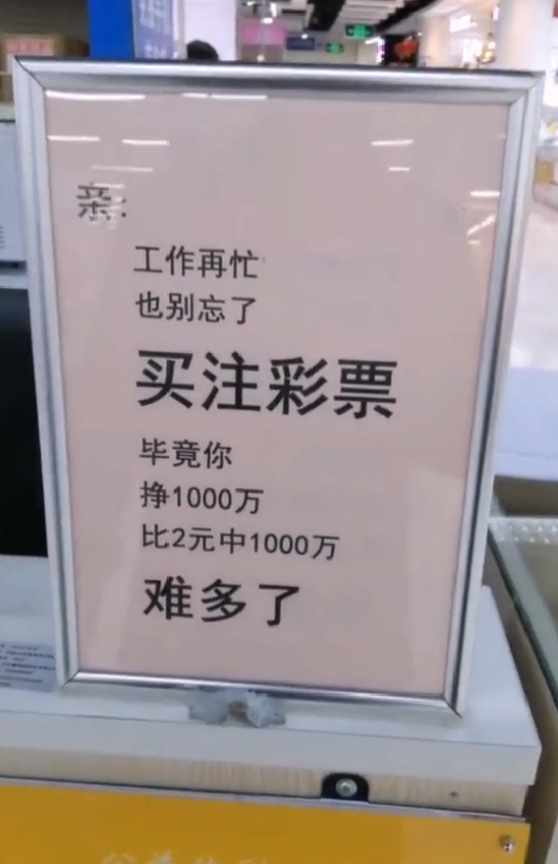 亲:
工作再忙
也别忘了
买注彩票
毕竟你
挣1000万
比2元中1000万
难多了